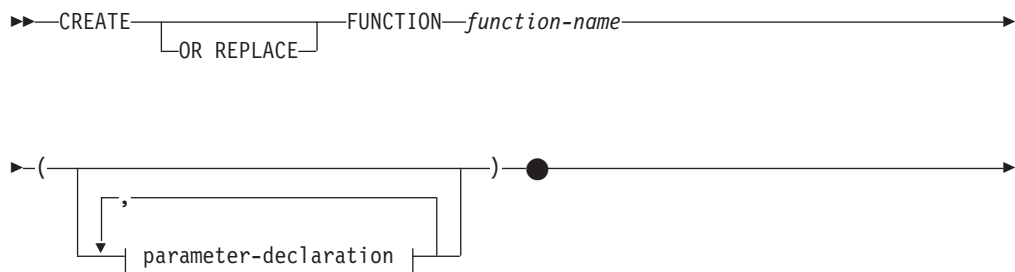 CREATE FUNCTION function-name
OR REPLACE
( )
,
parameter-declaration